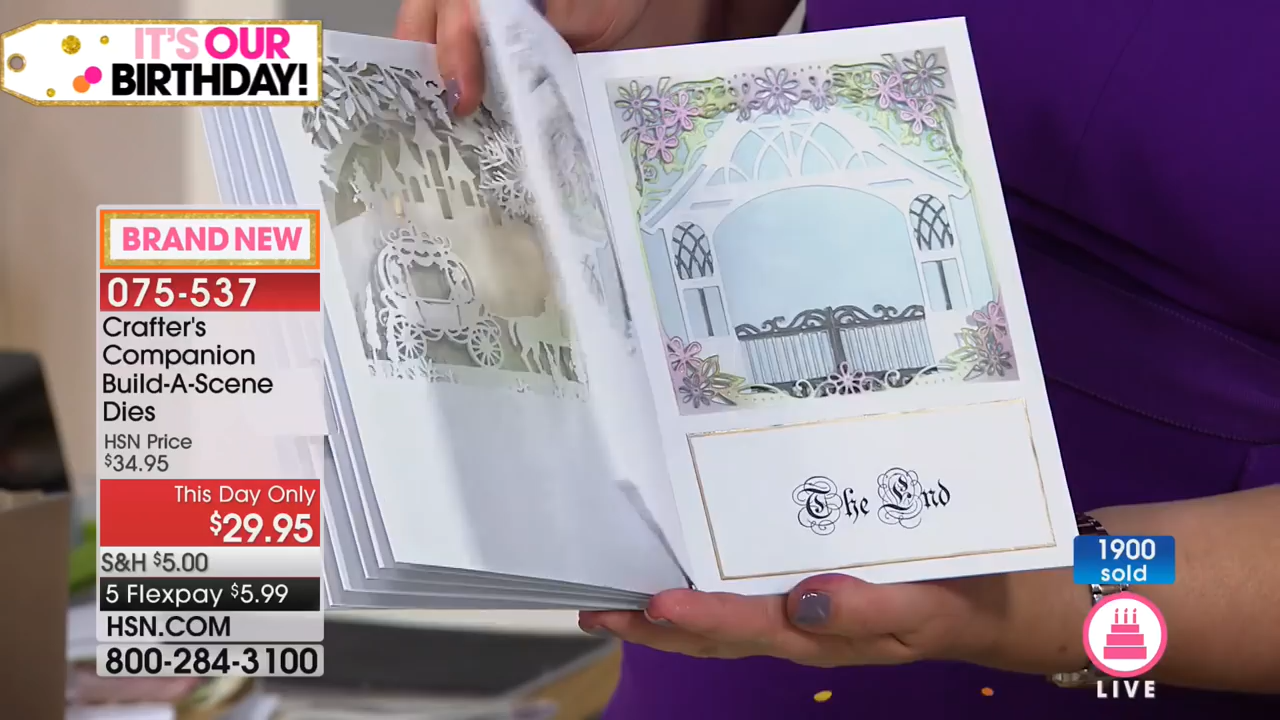 IT'S OUR
BIRTHDAY!
BRAND NEW
075-537
Crafter's
Companion
Build-A-Scene
Dies
HSN Price
$34.95
This Day Only
$29.95
S&H $5.00
5 Flexpay $5.99
HSN.COM
800-284-3100
The End
1900
sold
LIVE